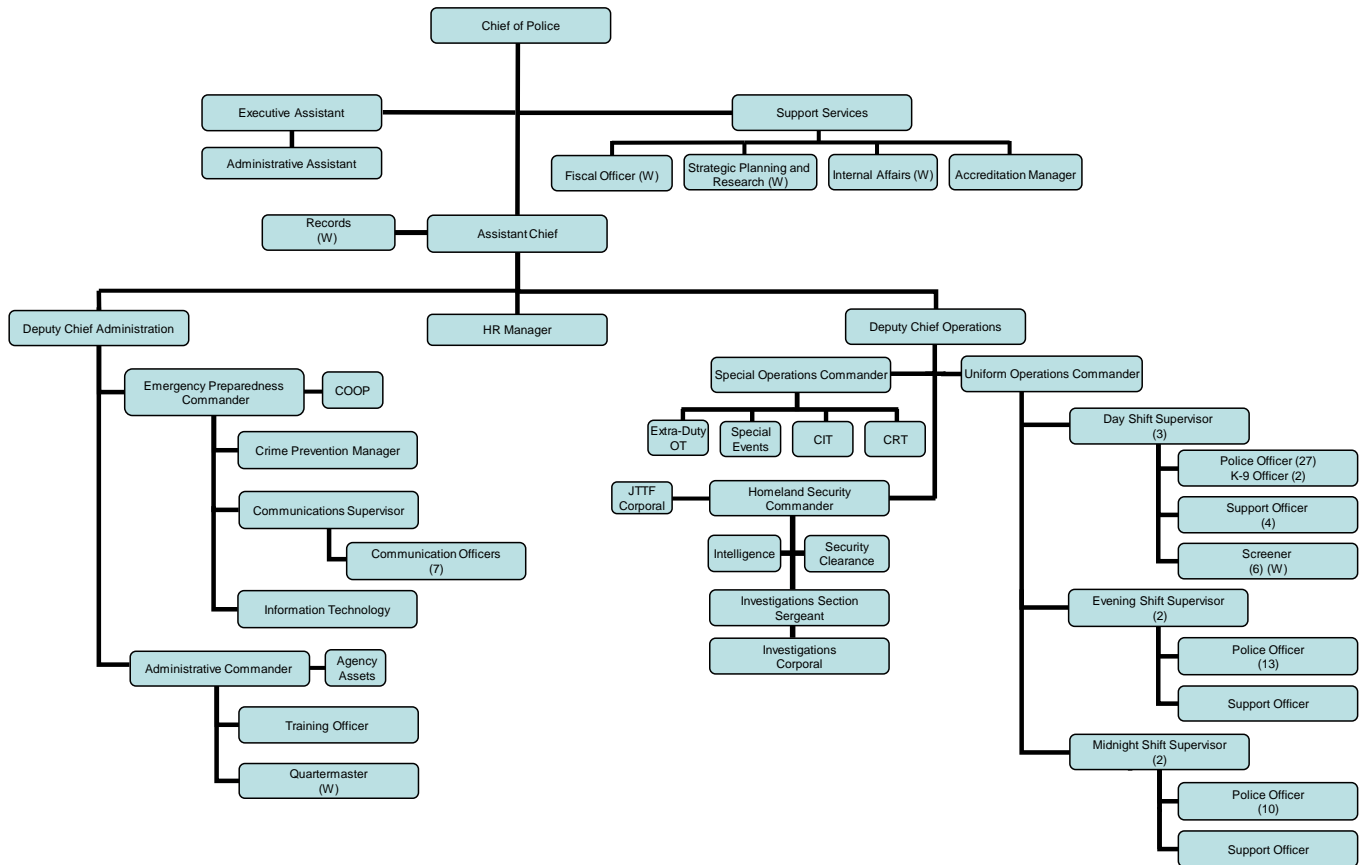 Chief of Police
Executive Assistant
Support Services
Administrative Assistant
Fiscal Officer (W)
Strategic Planning and
Research (W)
Internal Affairs (W)
Accreditation Manager
Records
(W)
Assistant Chief
Deputy Chief Administration
HR Manager
Deputy Chief Operations
Emergency Preparedness
Commander
COOP
Crime Prevention Manager
Communications Supervisor
Communication Officers
(7)
Information Technology
Administrative Commander
Agency
Assets
Training Officer
Quartermaster
(W)
Special Operations Commander
Uniform Operations Commander
Extra-Duty
OT
Special
Events
CIT
CRT
JTTF
Corporal
Homeland Security
Commander
Intelligence
Security
Clearance
Investigations Section
Sergeant
Investigations
Corporal
Day Shift Supervisor
(3)
Police Officer (27)
K-9 Officer (2)
Support Officer
(4)
Screener
(6) (W)
Evening Shift Supervisor
(2)
Police Officer
(13)
Support Officer
Midnight Shift Supervisor
(2)
Police Officer
(10)
Support Officer